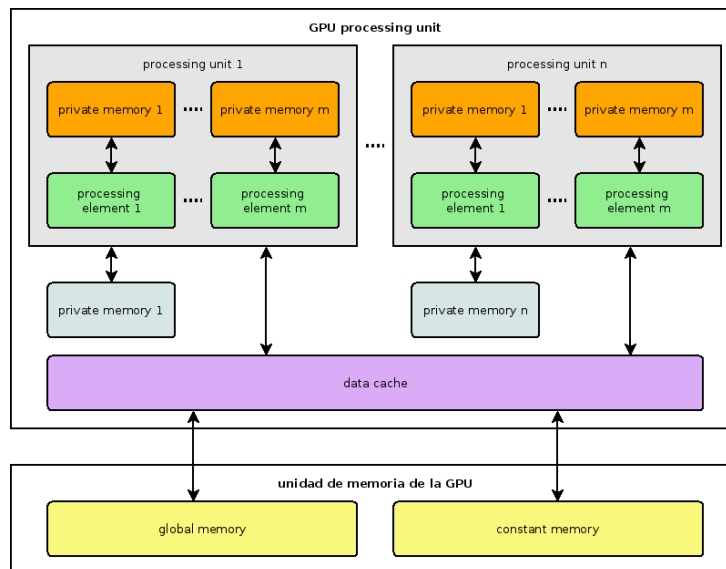 GPU processing unit
processing unit 1
processing unit n
private memory 1
private memory m
private memory 1
private memory m
processing
element 1
processing
element m
processing
element 1
processing
element m
private memory 1
private memory n
data cache
unidad de memoria de la GPU
global memory
constant memory